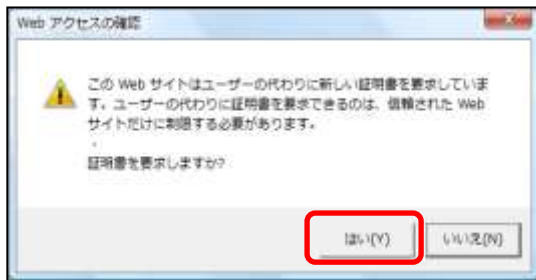 Web アクセスの確認
この Web サイトはユーザーの代わりに新しい証明書を要求していま
す。ユーザーの代わりに証明書を要求できるのは、信頼された Web
サイトだけに制限する必要があります。
証明書を要求しますか?
はい(Y)
いいえ(N)